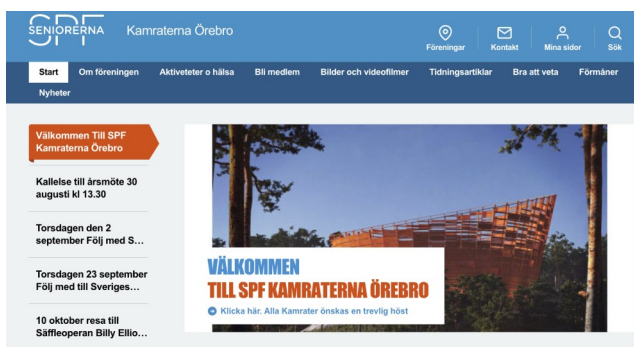 SENIORERNA
SPF
Kamraterna Örebro
Föreningar
Kontakt
Mina sidor
Sök
Start
Om föreningen
Aktiveteter o hälsa
Bli medlem
Bilder och videofilmer
Tidningsartiklar
Bra att veta
Förmåner
Nyheter
Välkommen Till SPF
Kamraterna Örebro
Kallelse till årsmöte 30
augusti kl 13.30
Torsdagen den 2
september Följ med S...
Torsdagen 23 september
Följ med till Sveriges...
10 oktober resa till
Säffleoperan Billy Ellio...
VÄLKOMMEN
TILL SPF KAMRATERNA ÖREBRO
Klicka här. Alla Kamrater önskas en trevlig höst